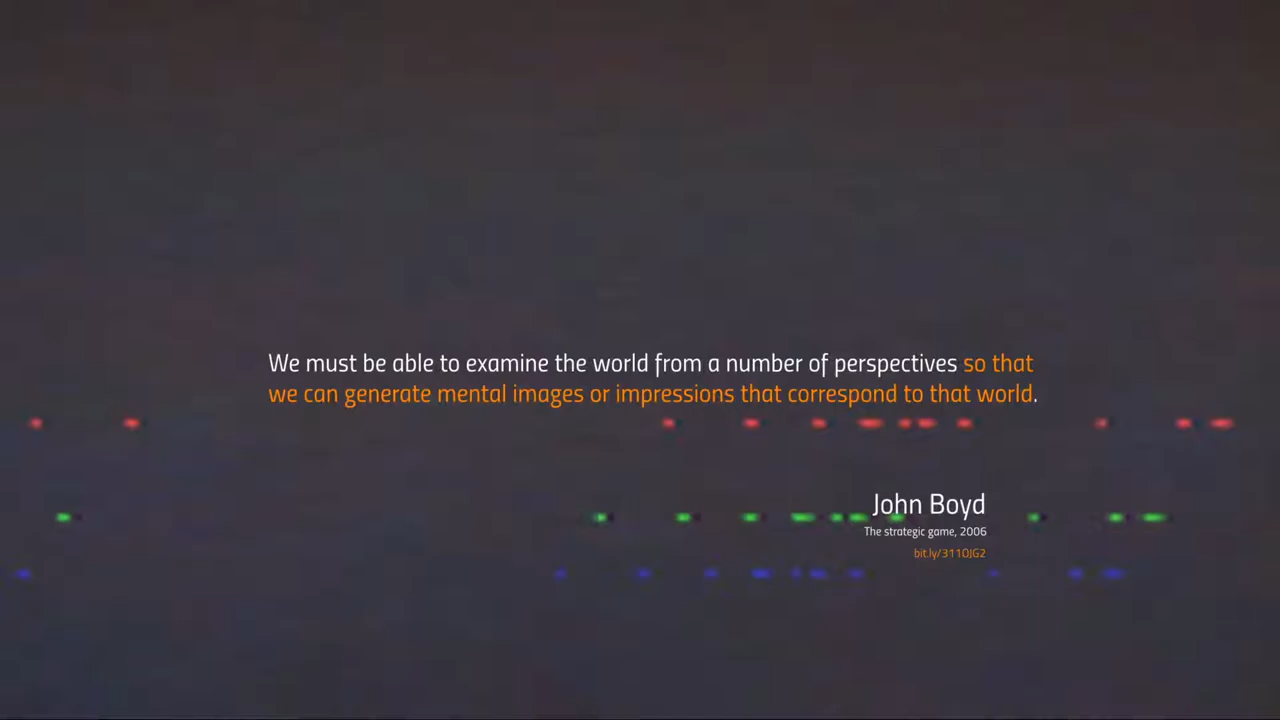 We must be able to examine the world from a number of perspectives so that
we can generate mental images or impressions that correspond to that world.
John Boyd
The strategic game, 2006
bit.ly/311OJG2